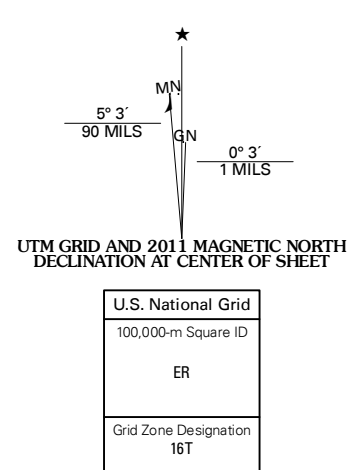 ★
MN
5° 3´
90 MILS
GN
0° 3´
1 MILS
UTM GRID AND 2011 MAGNETIC NORTH
DECLINATION AT CENTER OF SHEET
U.S. National Grid
100,000-m Square ID
ER
Grid Zone Designation
16T